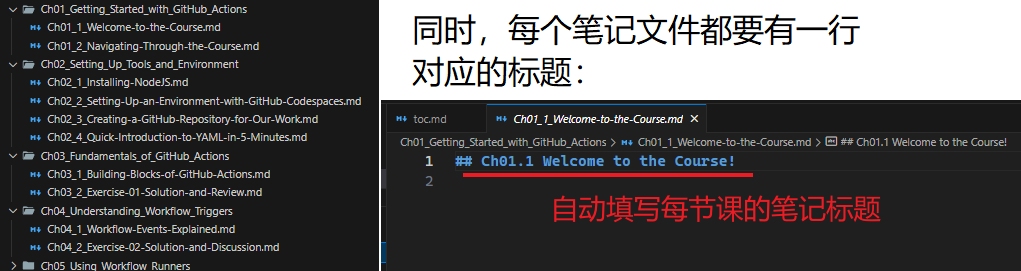 Ch01_Getting_Started_with_GitHub_Actions
Ch01_1_Welcome-to-the-Course.md
Ch01_2_Navigating-Through-the-Course.md
Ch02_Setting_Up_Tools_and_Environment
Ch02_1_Installing-NodeJS.md
Ch02_2_Setting-Up-an-Environment-with-GitHub-Codespaces.md
Ch02_3_Creating-a-GitHub-Repository-for-Our-Work.md
Ch02_4_Quick-Introduction-to-YAML-in-5-Minutes.md
Ch03_Fundamentals_of_GitHub_Actions
Ch03_1_Building-Blocks-of-GitHub-Actions.md
Ch03_2_Exercise-01-Solution-and-Review.md
Ch04_Understanding_Workflow_Triggers
Ch04_1_Workflow-Events-Explained.md
Ch04_2_Exercise-02-Solution-and-Discussion.md
Ch05_Using_Workflow_Runners
同时，每个笔记文件都要有一行
对应的标题：
toc.md Ch01_1_Welcome-to-the-Course.md
Ch01_Getting_Started_with_GitHub_Actions > Ch01_1_Welcome-to-the-Course.md > ## Ch01.1 Welcome to the Course!
1 ## Ch01.1 Welcome to the Course!
2
自动填写每节课的笔记标题